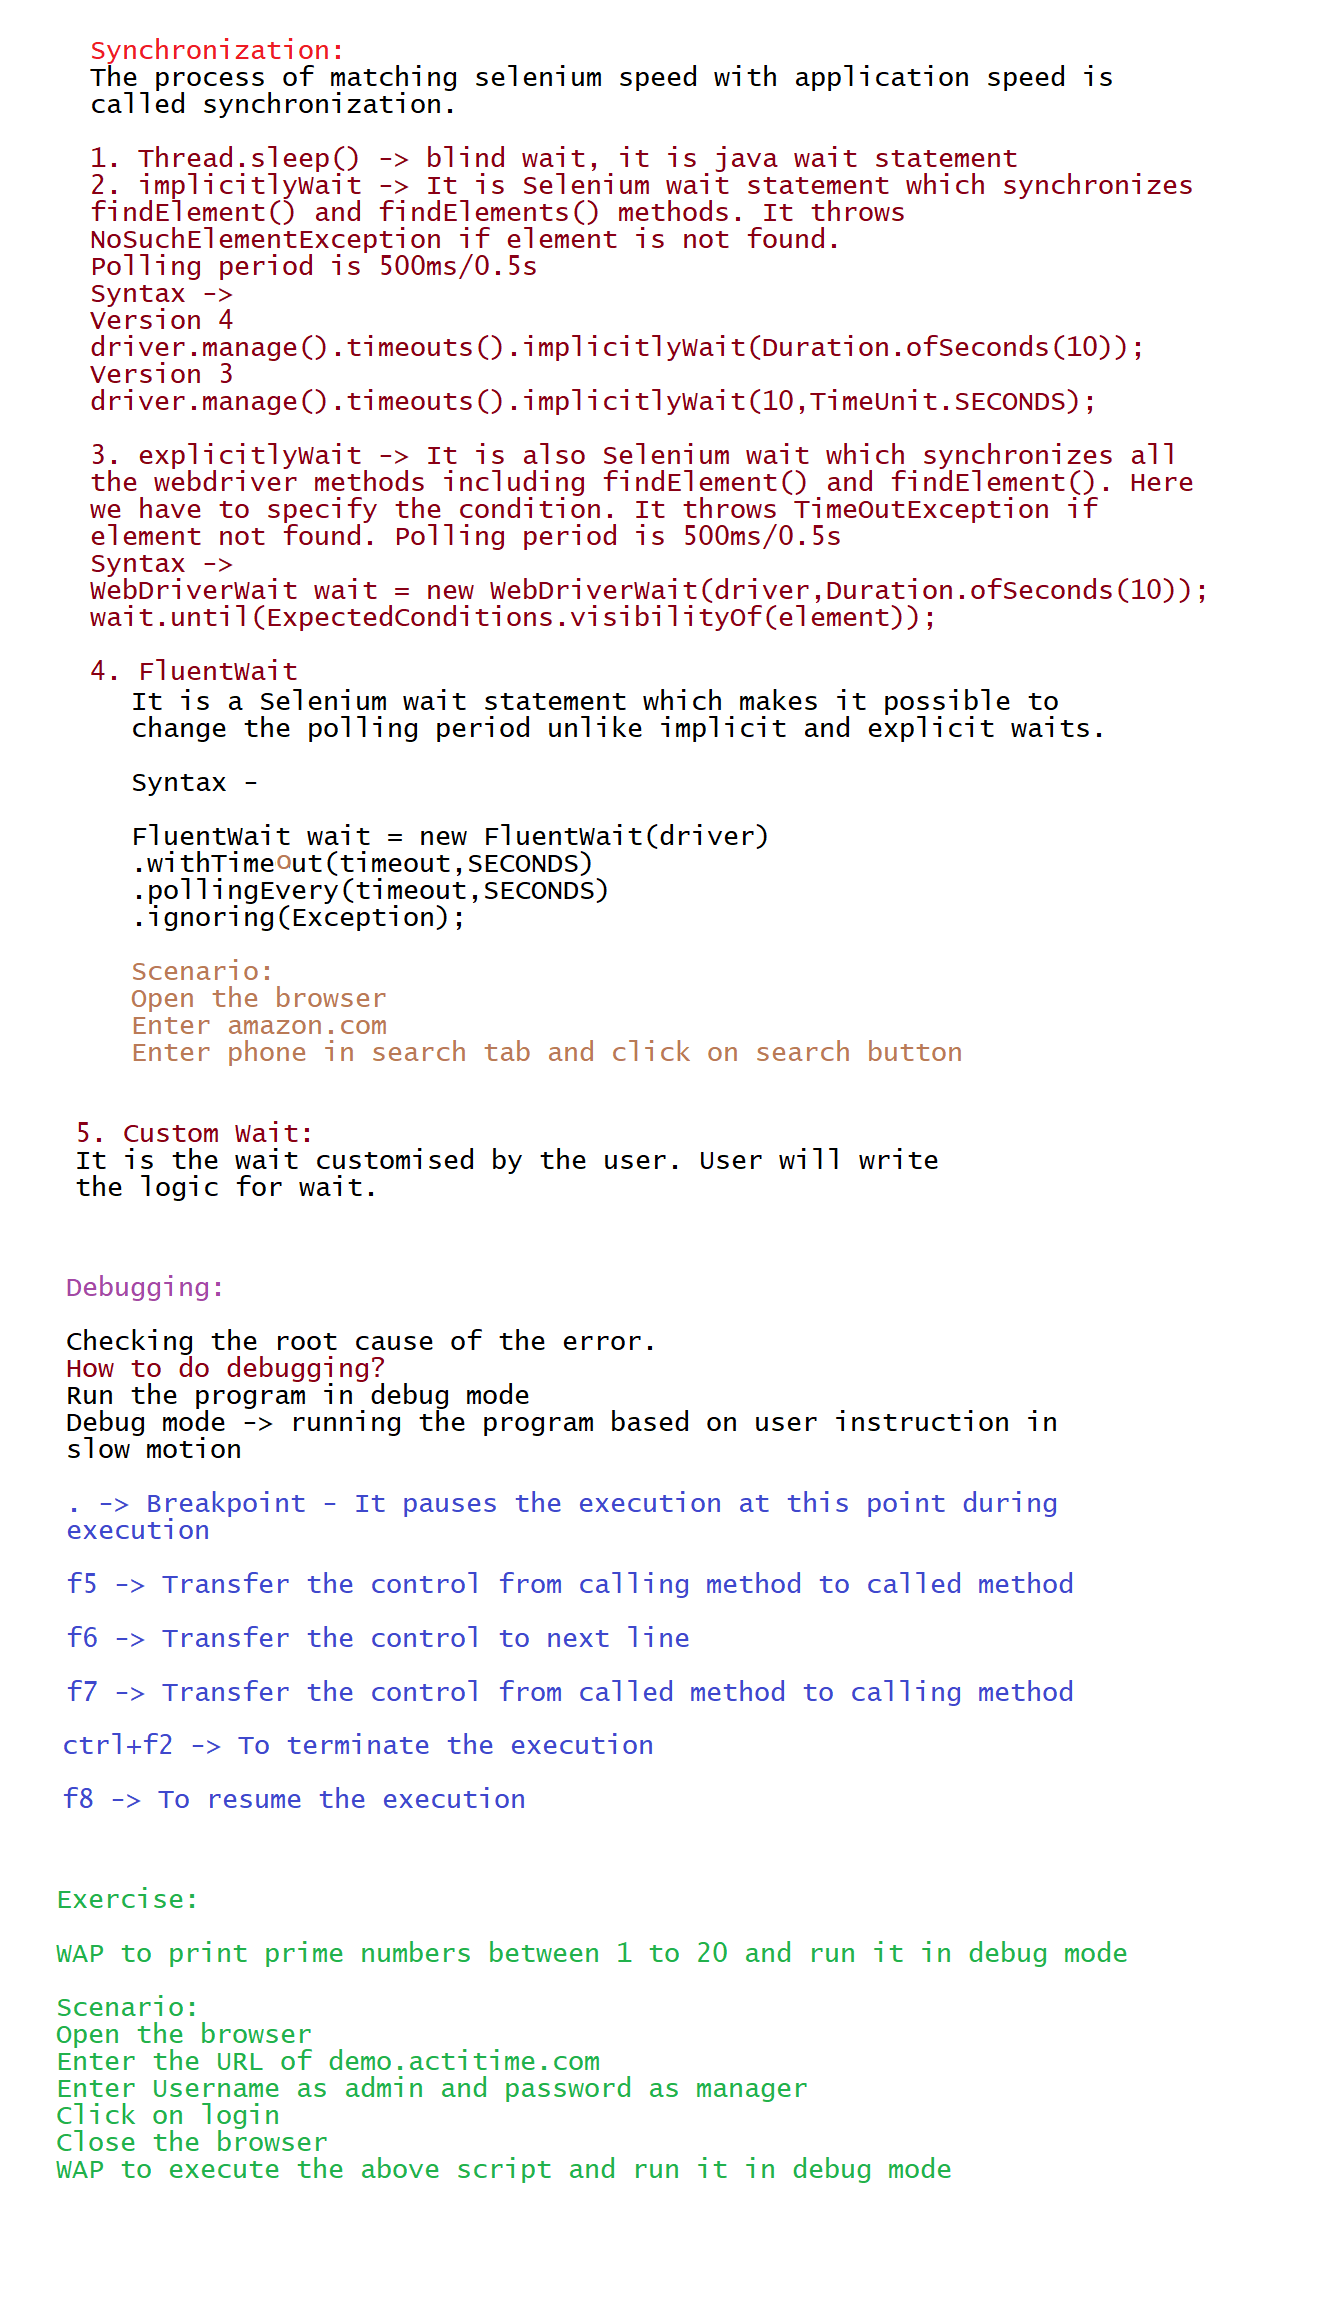 Synchronization:
The process of matching selenium speed with application speed is
called synchronization.
1. Thread.sleep() -> blind wait, it is java wait statement
2. implicitlyWait -> It is Selenium wait statement which synchronizes
findElement() and findElements() methods. It throws
NoSuchElementException if element is not found.
Polling period is 500ms/0.5s
Syntax ->
Version 4
driver.manage().timeouts().implicitlyWait(Duration.ofSeconds(10));
Version 3
driver.manage().timeouts().implicitlyWait(10,TimeUnit.SECONDS);
3. explicitlyWait -> It is also Selenium wait which synchronizes all
the webdriver methods including findElement() and findElement(). Here
we have to specify the condition. It throws TimeOutException if
element not found. Polling period is 500ms/0.5s
Syntax ->
WebDriverWait wait = new WebDriverWait(driver,Duration.ofSeconds(10));
wait.until(ExpectedConditions.visibilityOf(element));
4. FluentWait
It is a Selenium wait statement which makes it possible to
change the polling period unlike implicit and explicit waits.
Syntax -
FluentWait wait = new FluentWait(driver)
.withTimeout(timeout,SECONDS)
.pollingEvery(timeout,SECONDS)
.ignoring(Exception);
Scenario:
Open the browser
Enter amazon.com
Enter phone in search tab and click on search button
5. Custom Wait:
It is the wait customised by the user. User will write
the logic for wait.
Debugging:
Checking the root cause of the error.
How to do debugging?
Run the program in debug mode
Debug mode -> running the program based on user instruction in
slow motion
. -> Breakpoint - It pauses the execution at this point during
execution
f5 -> Transfer the control from calling method to called method
f6 -> Transfer the control to next line
f7 -> Transfer the control from called method to calling method
ctrl+f2 -> To terminate the execution
f8 -> To resume the execution
Exercise:
WAP to print prime numbers between 1 to 20 and run it in debug mode
Scenario:
Open the browser
Enter the URL of demo.actitime.com
Enter Username as admin and password as manager
Click on login
Close the browser
WAP to execute the above script and run it in debug mode